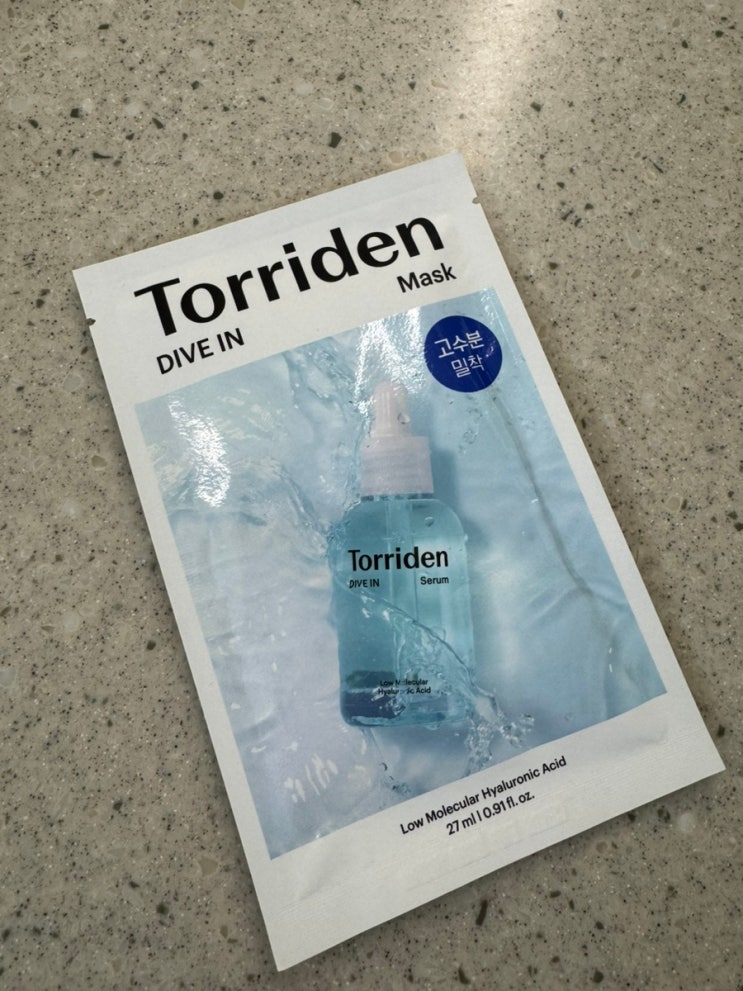 Torriden
DIVE IN Mask
고수분
밀착
Torriden
DIVE IN Serum
Low Molecular
Hyaluronic Acid
Low Molecular Hyaluronic Acid
27 ml | 0.91 fl. oz.